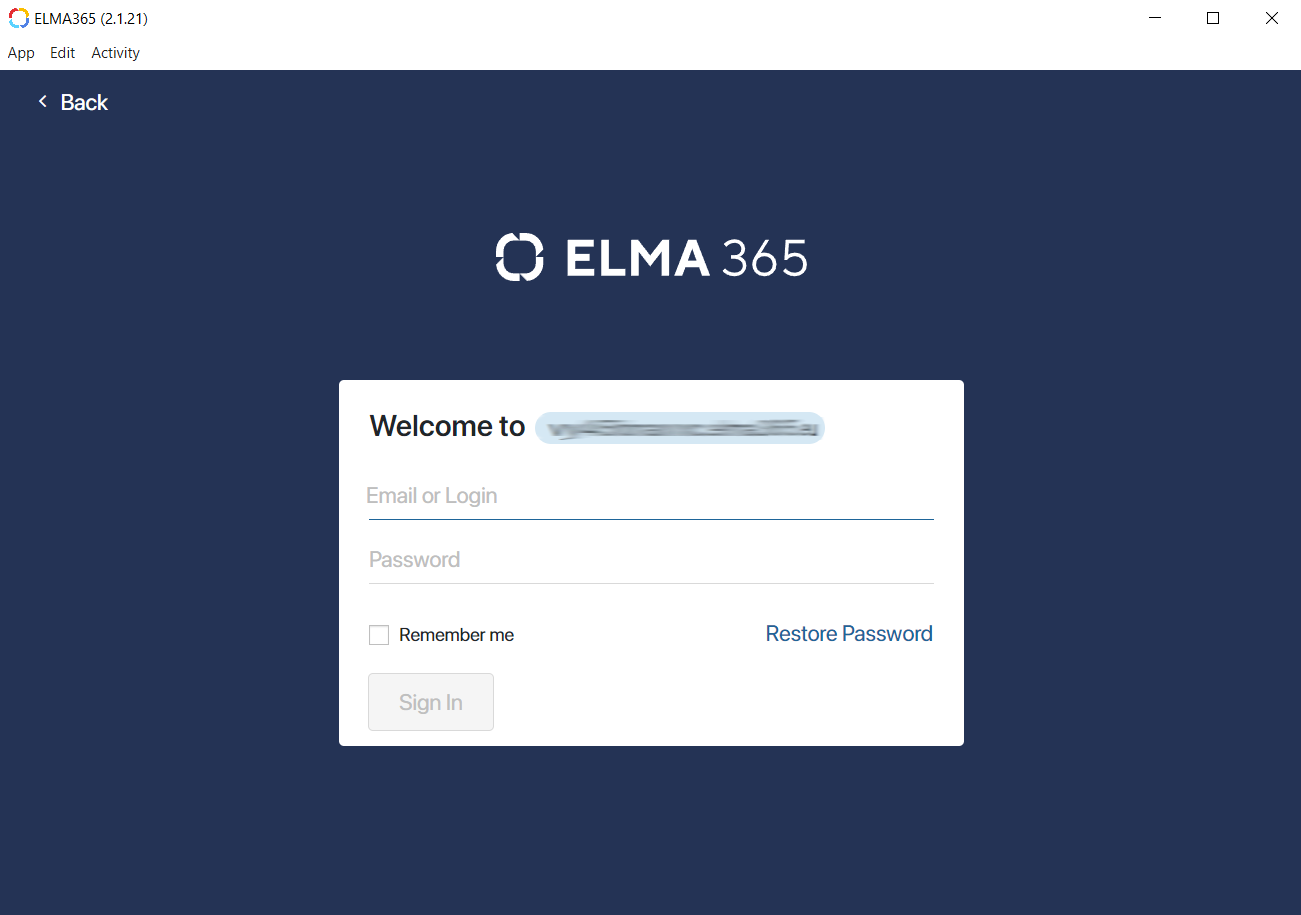 ELMA365 (2.1.21)
App Edit Activity
Back
ELMA 365
Welcome to
Email or Login
Password
Remember me Restore Password
Sign In